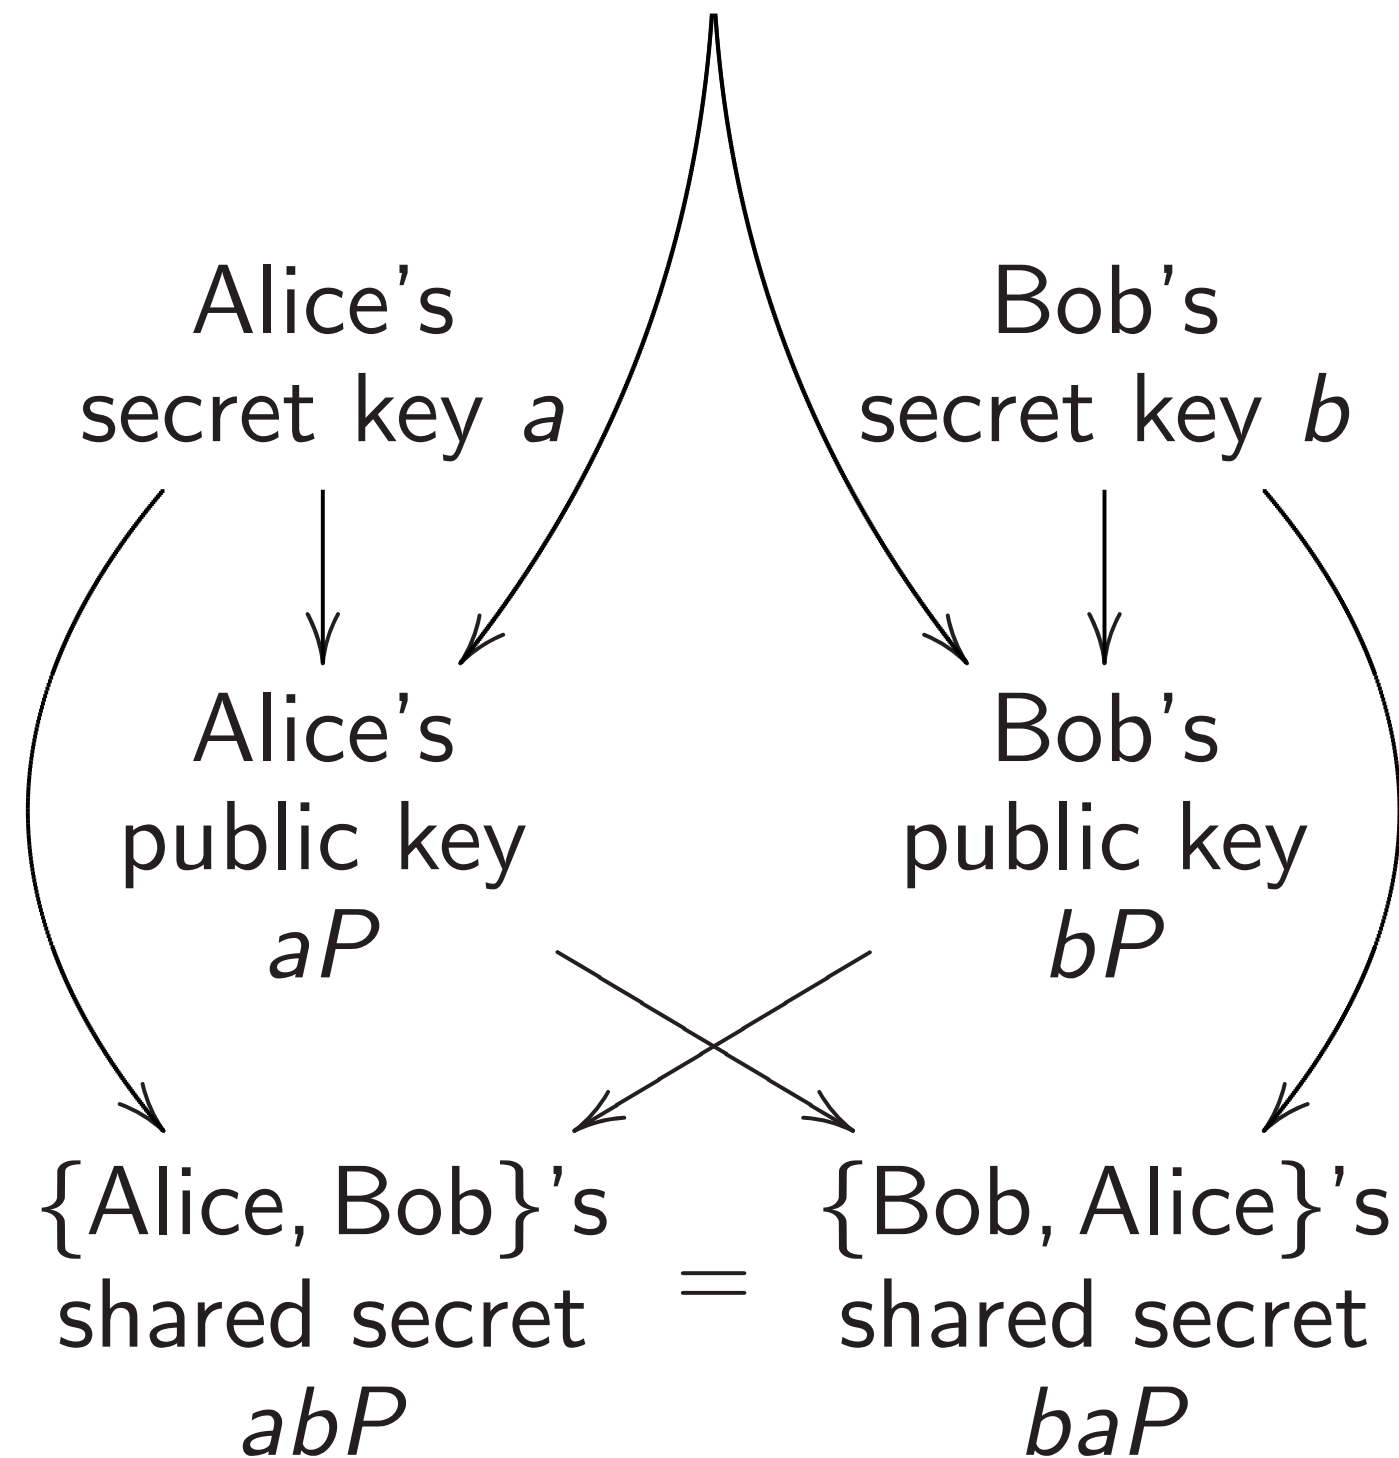 Alice's
secret key a
Bob's
secret key b
Alice's
public key
aP
Bob's
public key
bP
{Alice, Bob}'s
shared secret
abP
=
{Bob, Alice}'s
shared secret
baP